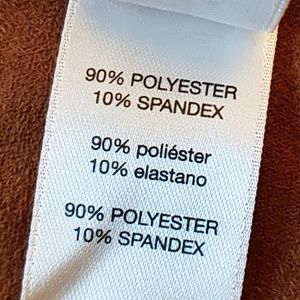 90% POLYESTER
10% SPANDEX
90% poliéster
10% elastano
90% POLYESTER
10% SPANDEX